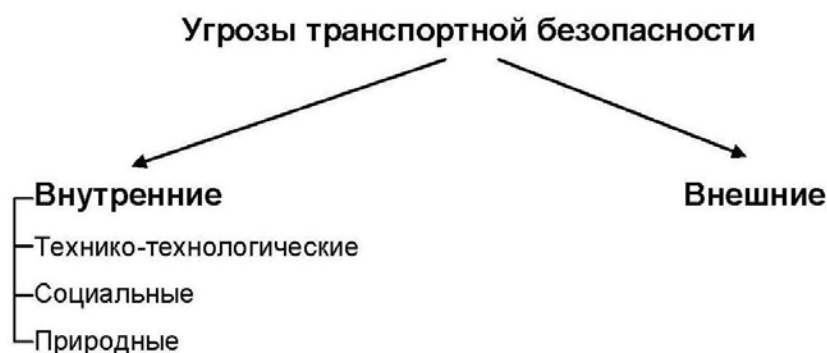 Угрозы транспортной безопасности
Внутренние
Внешние
Технико-технологические
Социальные
Природные